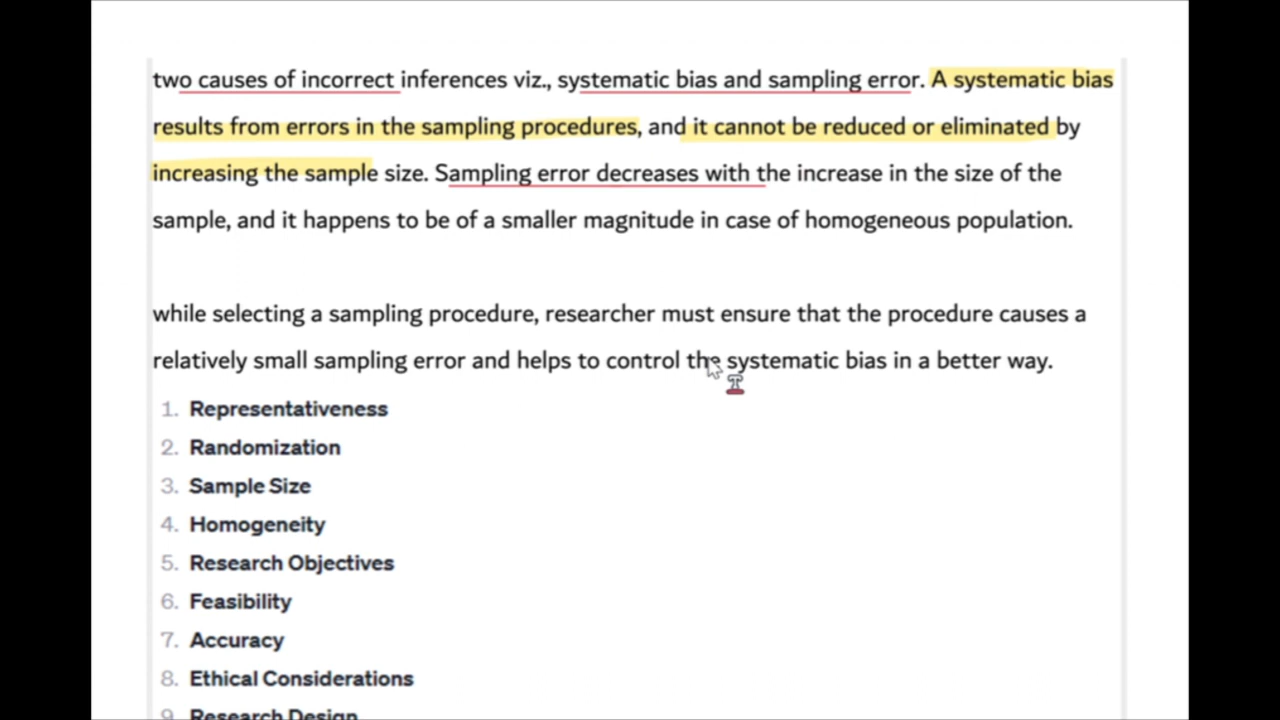 two causes of incorrect inferences viz., systematic bias and sampling error. A systematic bias
results from errors in the sampling procedures, and it cannot be reduced or eliminated by
increasing the sample size. Sampling error decreases with the increase in the size of the
sample, and it happens to be of a smaller magnitude in case of homogeneous population.
while selecting a sampling procedure, researcher must ensure that the procedure causes a
relatively small sampling error and helps to control the systematic bias in a better way.
1. Representativeness
2. Randomization
3. Sample Size
4. Homogeneity
5. Research Objectives
6. Feasibility
7. Accuracy
8. Ethical Considerations
9. Research Design